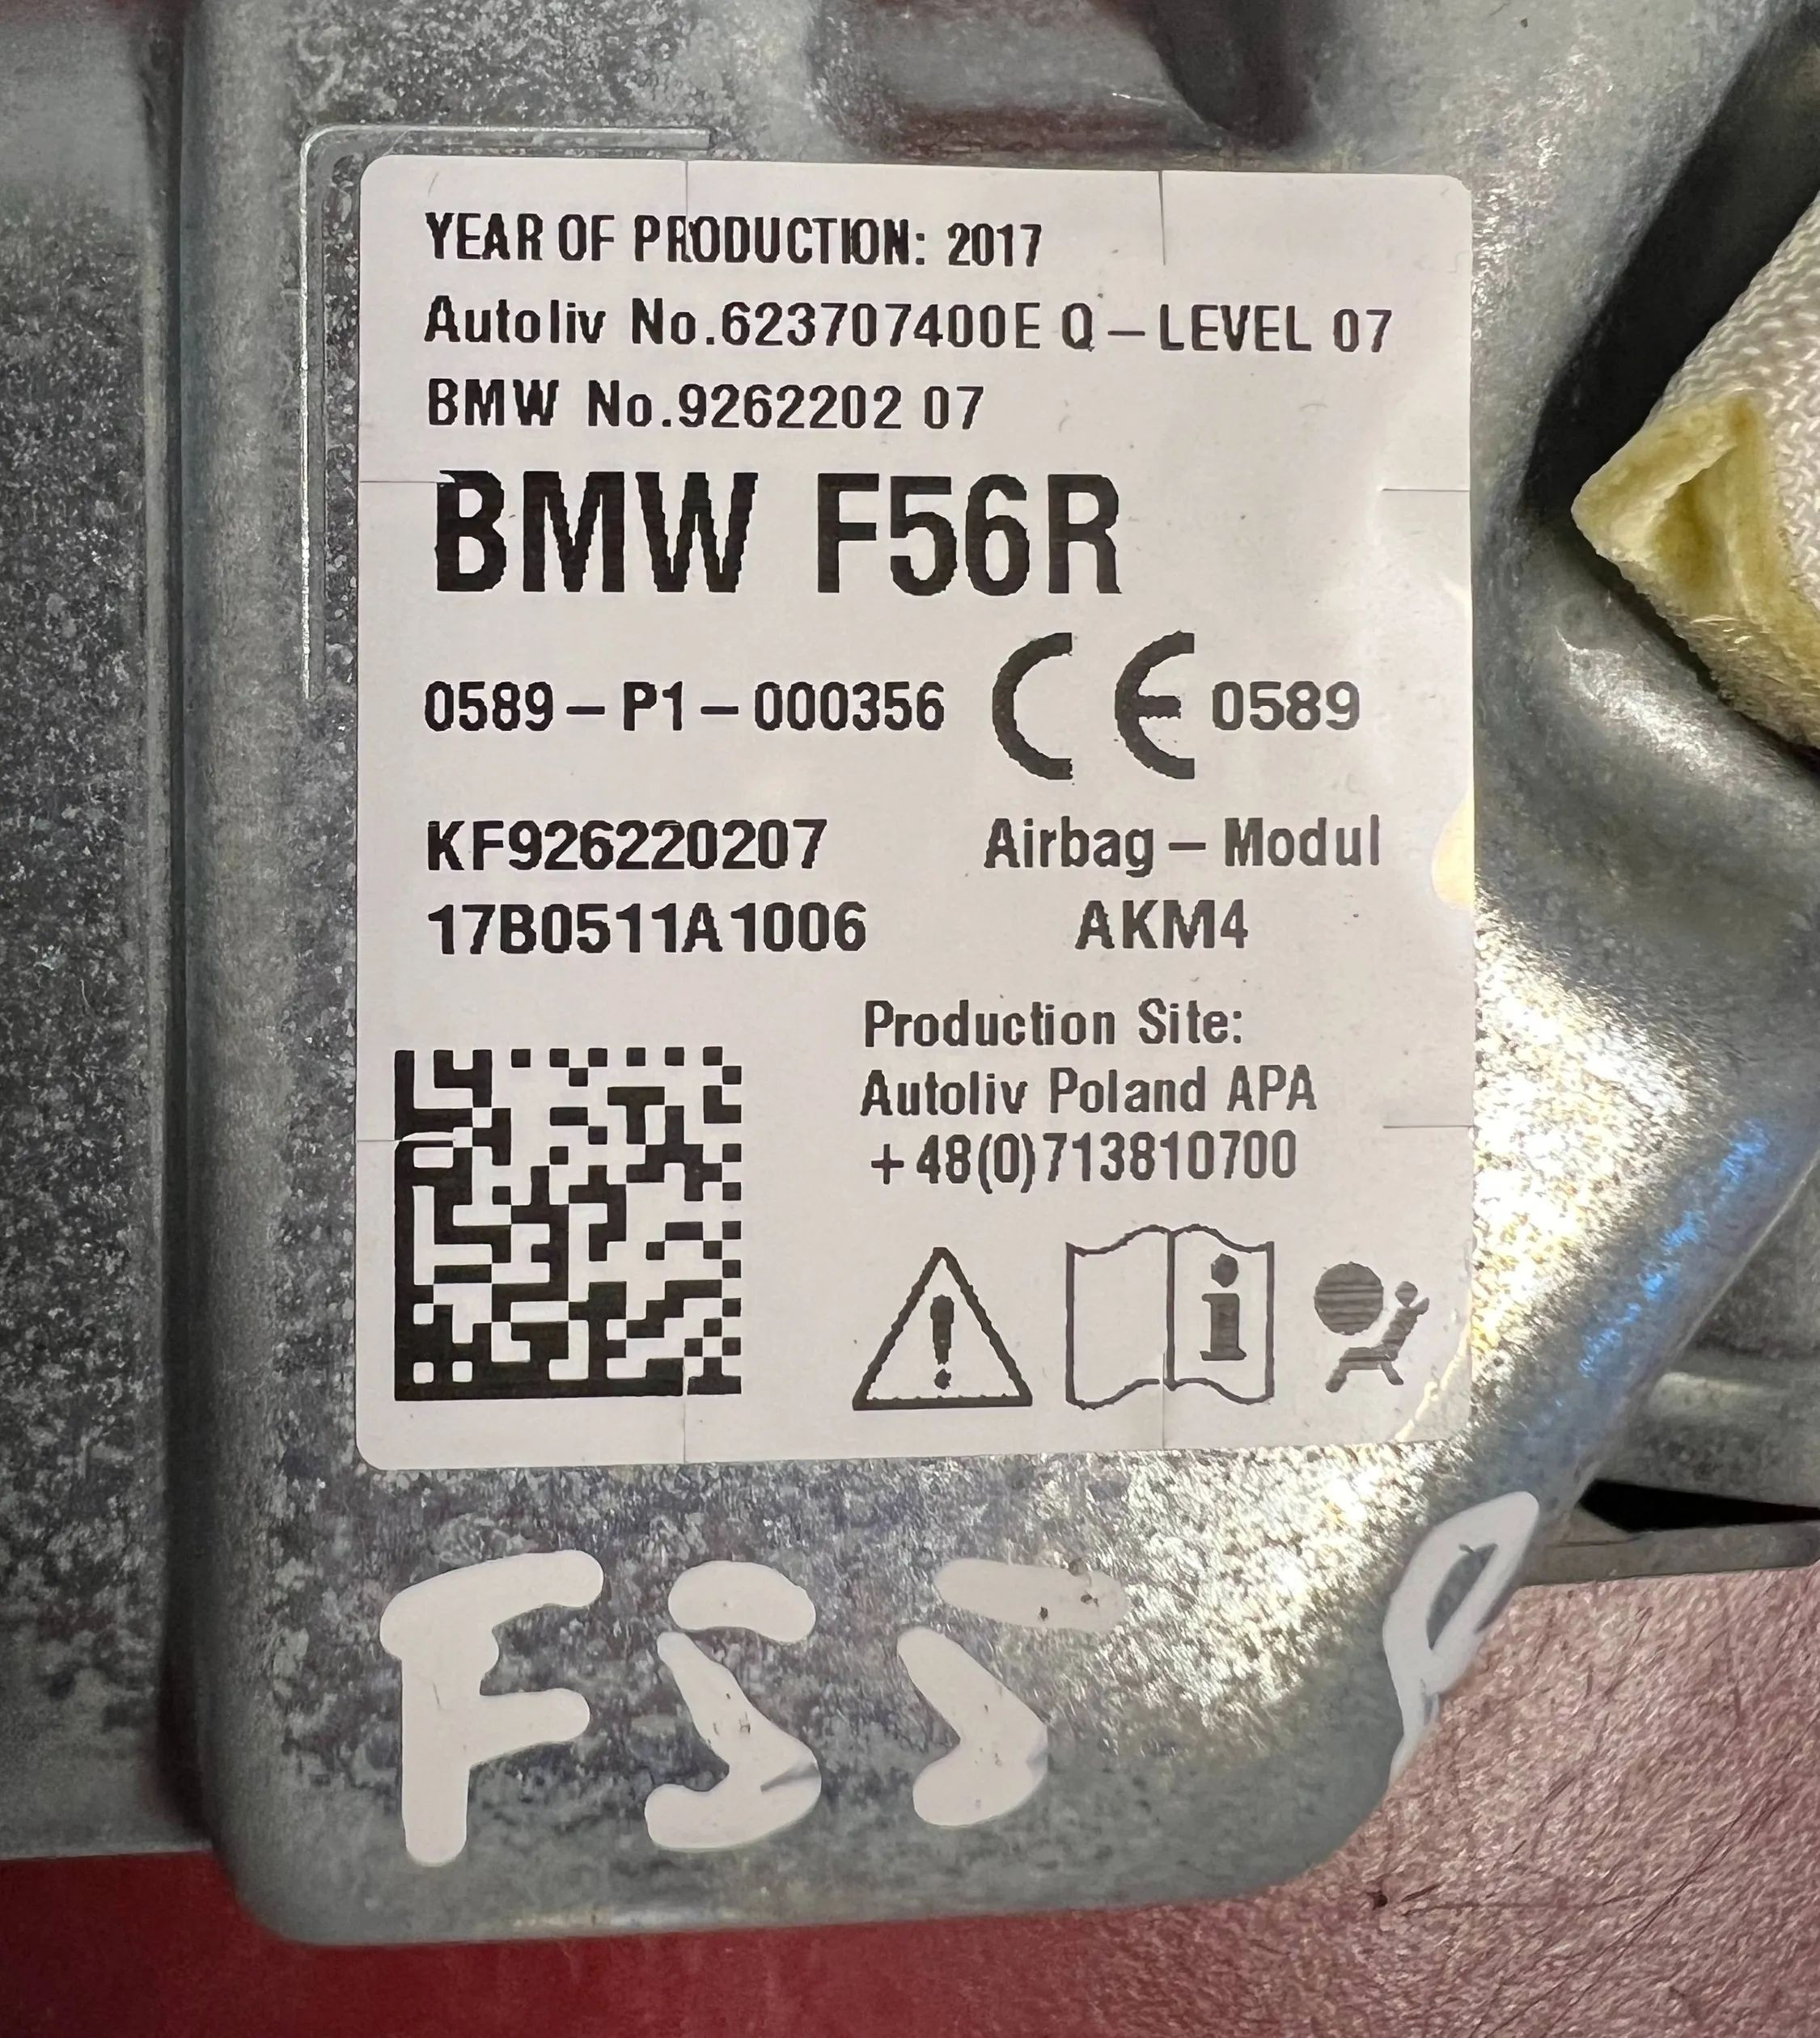 YEAR OF PRODUCTION: 2017
Autoliv No.623707400E Q – LEVEL 07
BMW No.9262202 07
BMW F56R
0589 – P1 – 000356 CE 0589
KF926220207 Airbag – Modul
17B0511A1006 AKM4
Production Site:
Autoliv Poland APA
+48(0)713810700
F55